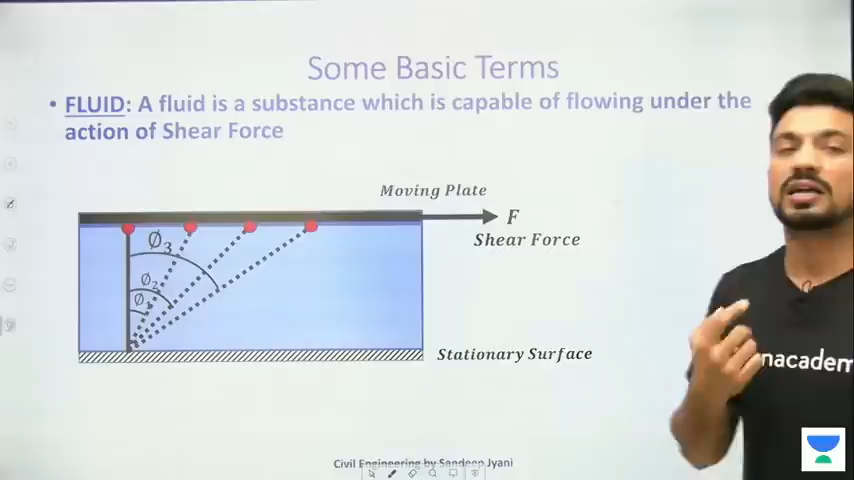 Some Basic Terms
• FLUID: A fluid is a substance which is capable of flowing under the
action of Shear Force
Moving Plate
F
Shear Force
Ø3
Ø2
Ø1
Stationary Surface
nacadem
Civil Engineering by Sandeep Jyani